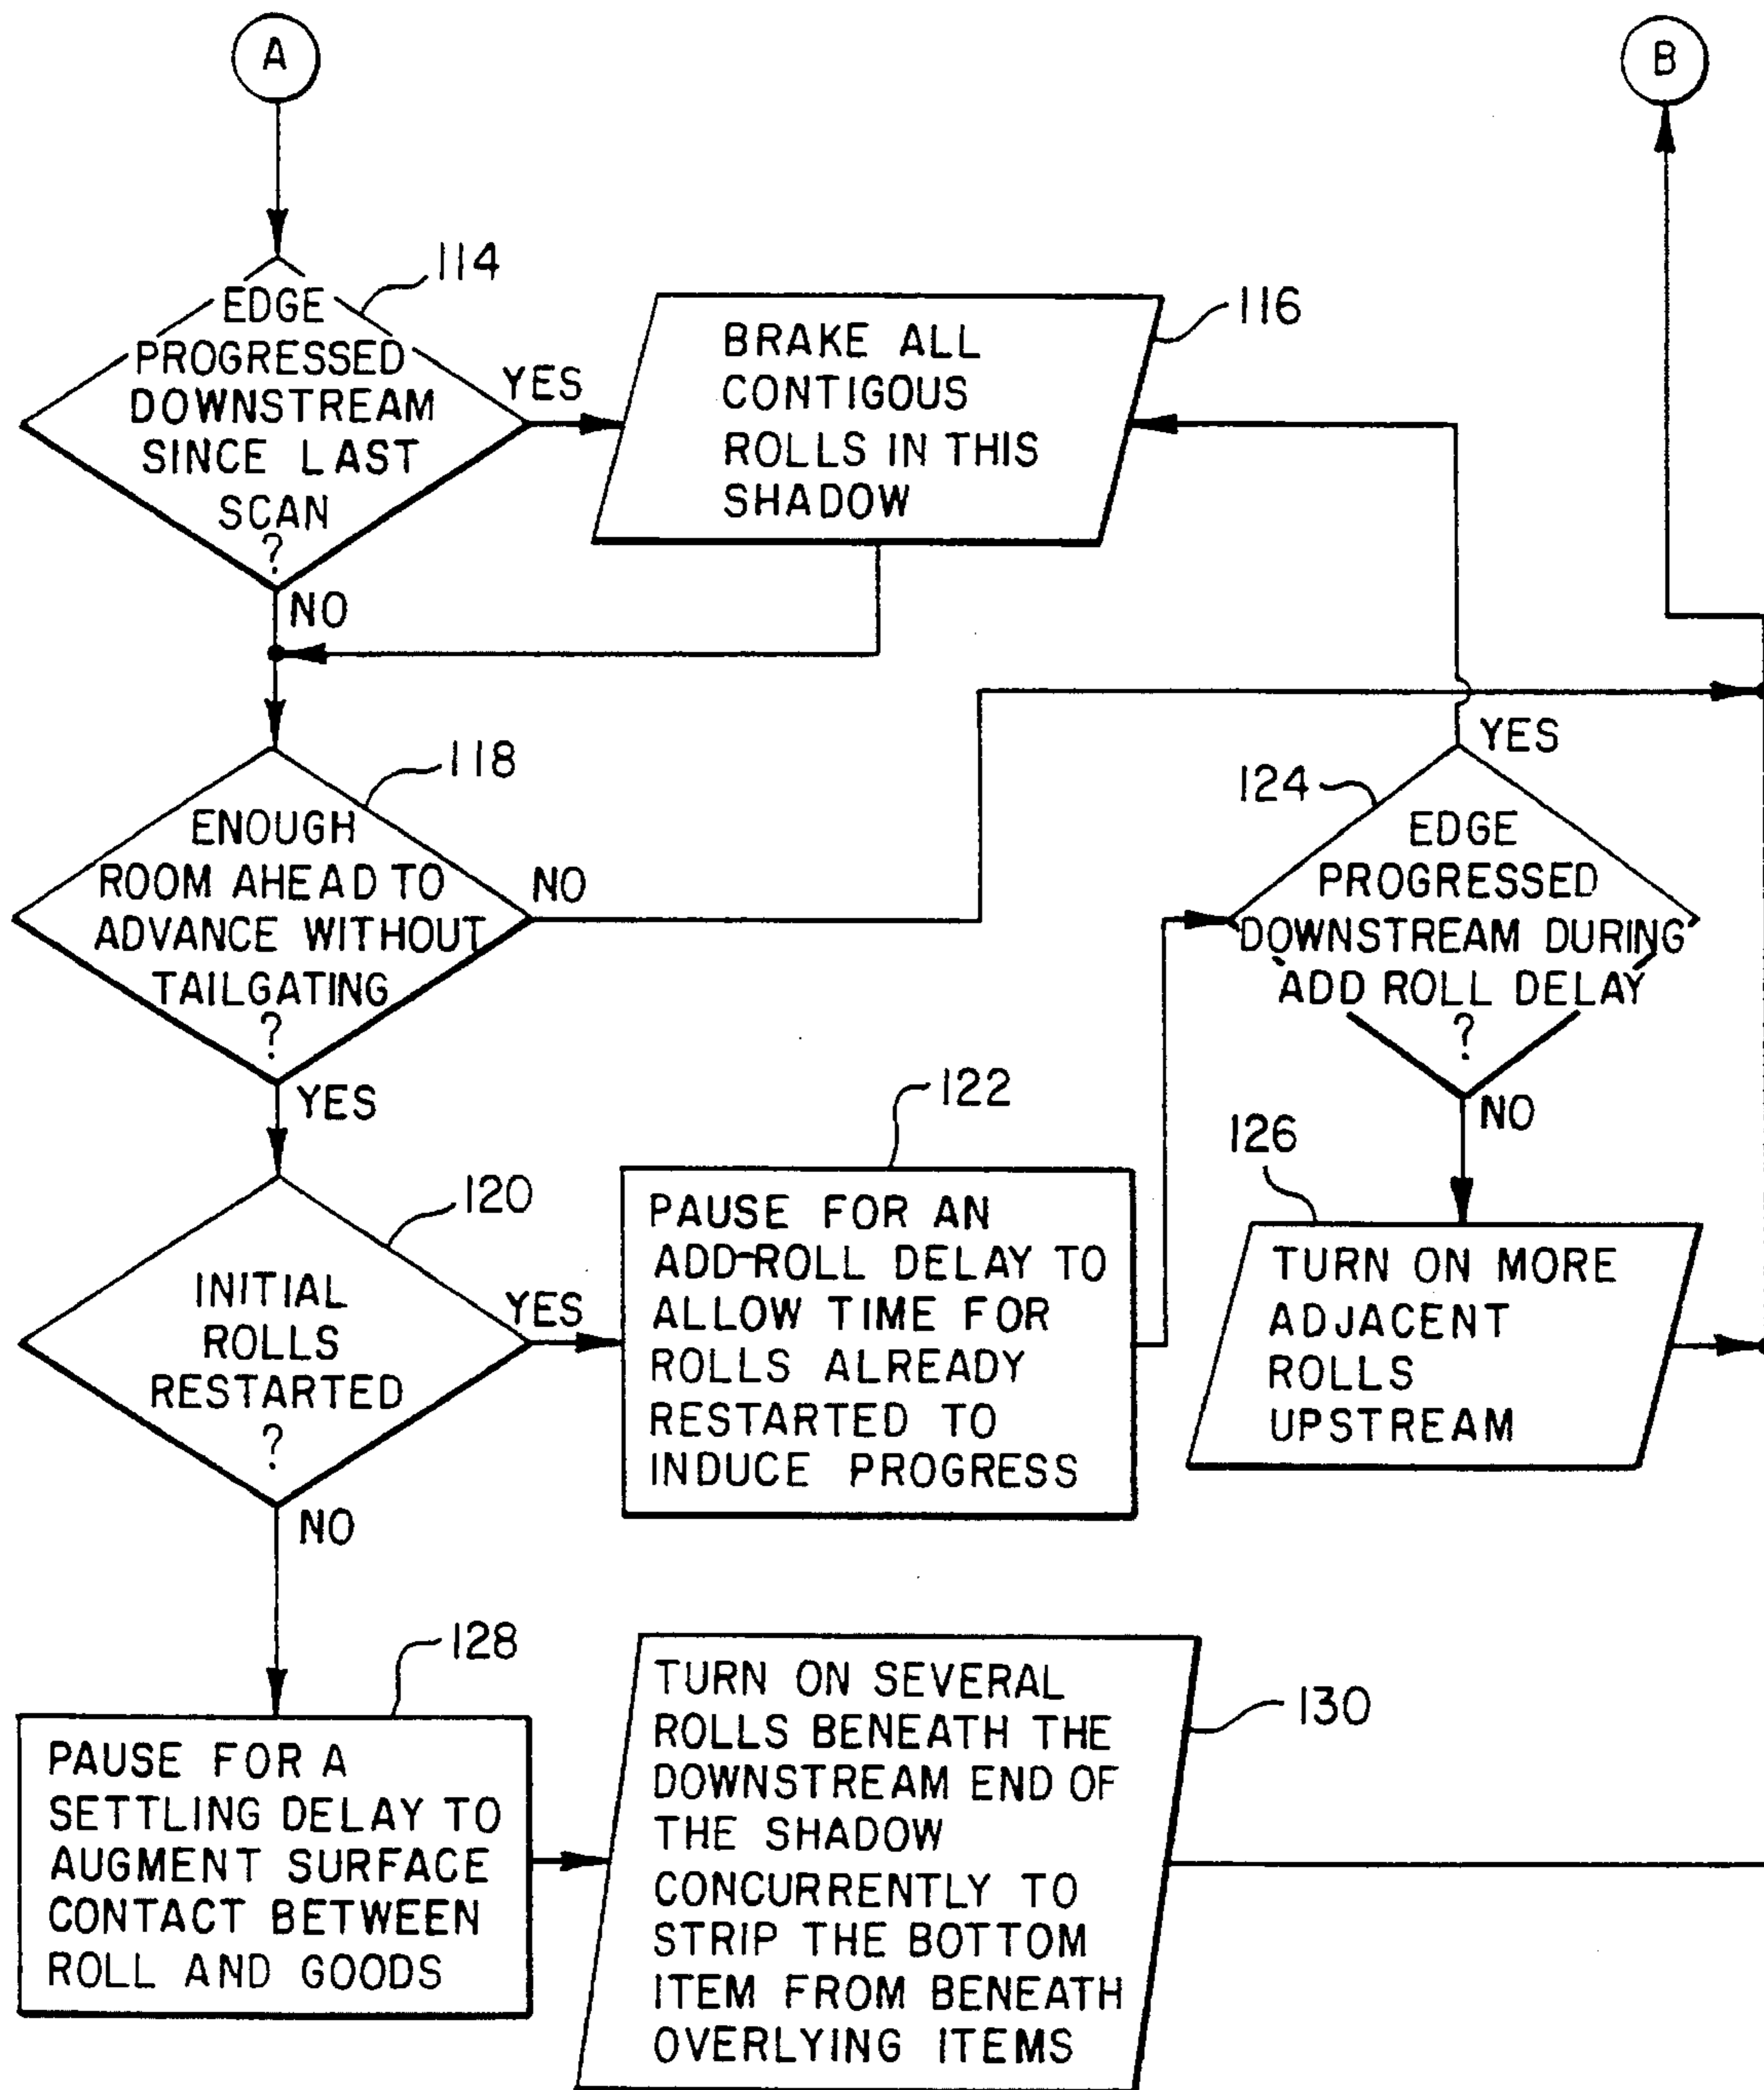 A
B
114
EDGE
PROGRESSED
DOWNSTREAM
SINCE LAST
SCAN
?
YES
NO
116
BRAKE ALL
CONTIGOUS
ROLLS IN THIS
SHADOW
118
ENOUGH
ROOM AHEAD TO
ADVANCE WITHOUT
TAILGATING
?
NO
YES
124
YES
EDGE
PROGRESSED
DOWNSTREAM DURING
ADD ROLL DELAY
?
NO
120
INITIAL
ROLLS
RESTARTED
?
YES
NO
122
PAUSE FOR AN
ADD-ROLL DELAY TO
ALLOW TIME FOR
ROLLS ALREADY
RESTARTED TO
INDUCE PROGRESS
126
TURN ON MORE
ADJACENT
ROLLS
UPSTREAM
128
PAUSE FOR A
SETTLING DELAY TO
AUGMENT SURFACE
CONTACT BETWEEN
ROLL AND GOODS
130
TURN ON SEVERAL
ROLLS BENEATH THE
DOWNSTREAM END OF
THE SHADOW
CONCURRENTLY TO
STRIP THE BOTTOM
ITEM FROM BENEATH
OVERLYING ITEMS